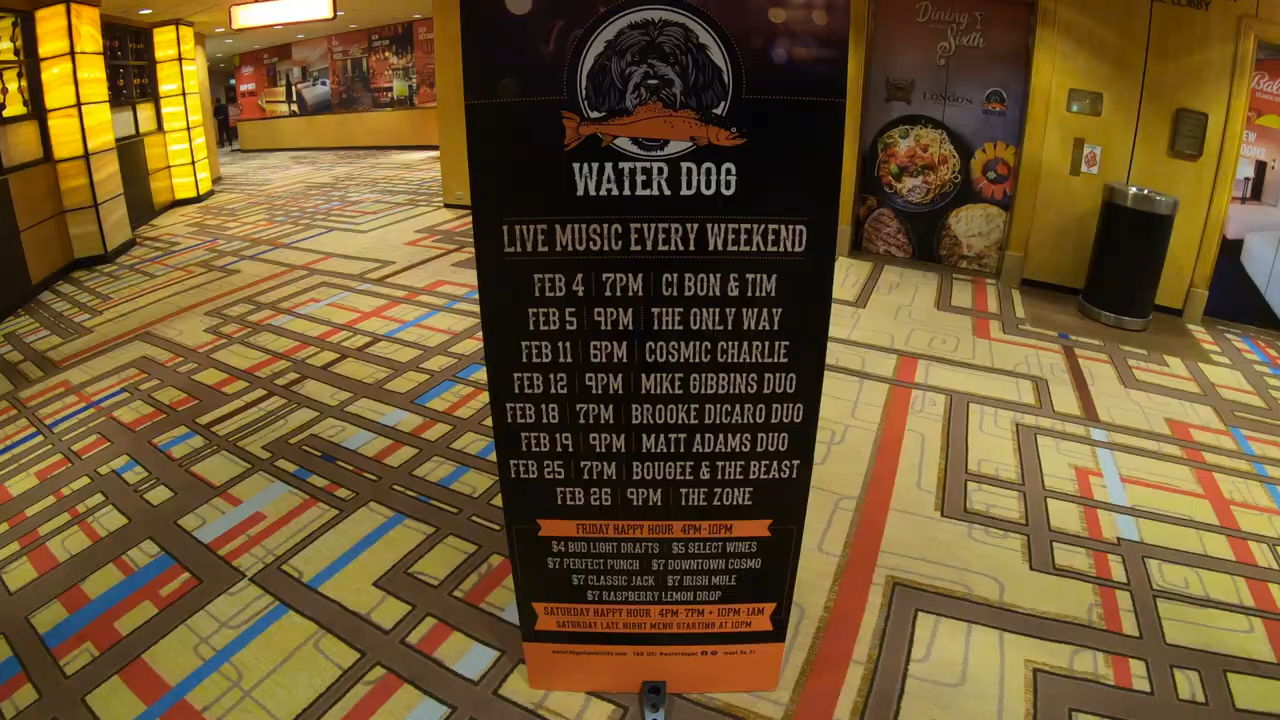 WATER DOG
LIVE MUSIC EVERY WEEKEND
FEB 4 | 7PM | CI BON & TIM
FEB 5 | 9PM | THE ONLY WAY
FEB 11 | 6PM | COSMIC CHARLIE
FEB 12 | 9PM | MIKE GIBBINS DUO
FEB 18 | 7PM | BROOKE DICARO DUO
FEB 19 | 9PM | MATT ADAMS DUO
FEB 25 | 7PM | BOUGEE & THE BEAST
FEB 26 | 9PM | THE ZONE
FRIDAY HAPPY HOUR 4PM-10PM
$4 BUD LIGHT DRAFTS | $5 SELECT WINES
$7 PERFECT PUNCH | $7 DOWNTOWN COSMO
$7 CLASSIC JACK | $7 IRISH MULE
$7 RASPBERRY LEMON DROP
SATURDAY HAPPY HOUR | 4PM-7PM + 10PM-1AM
SATURDAY LATE NIGHT MENU STARTING AT 10PM
TAG US!
Dining
Sixth
LONGO'S
WATER DOG
LOBBY